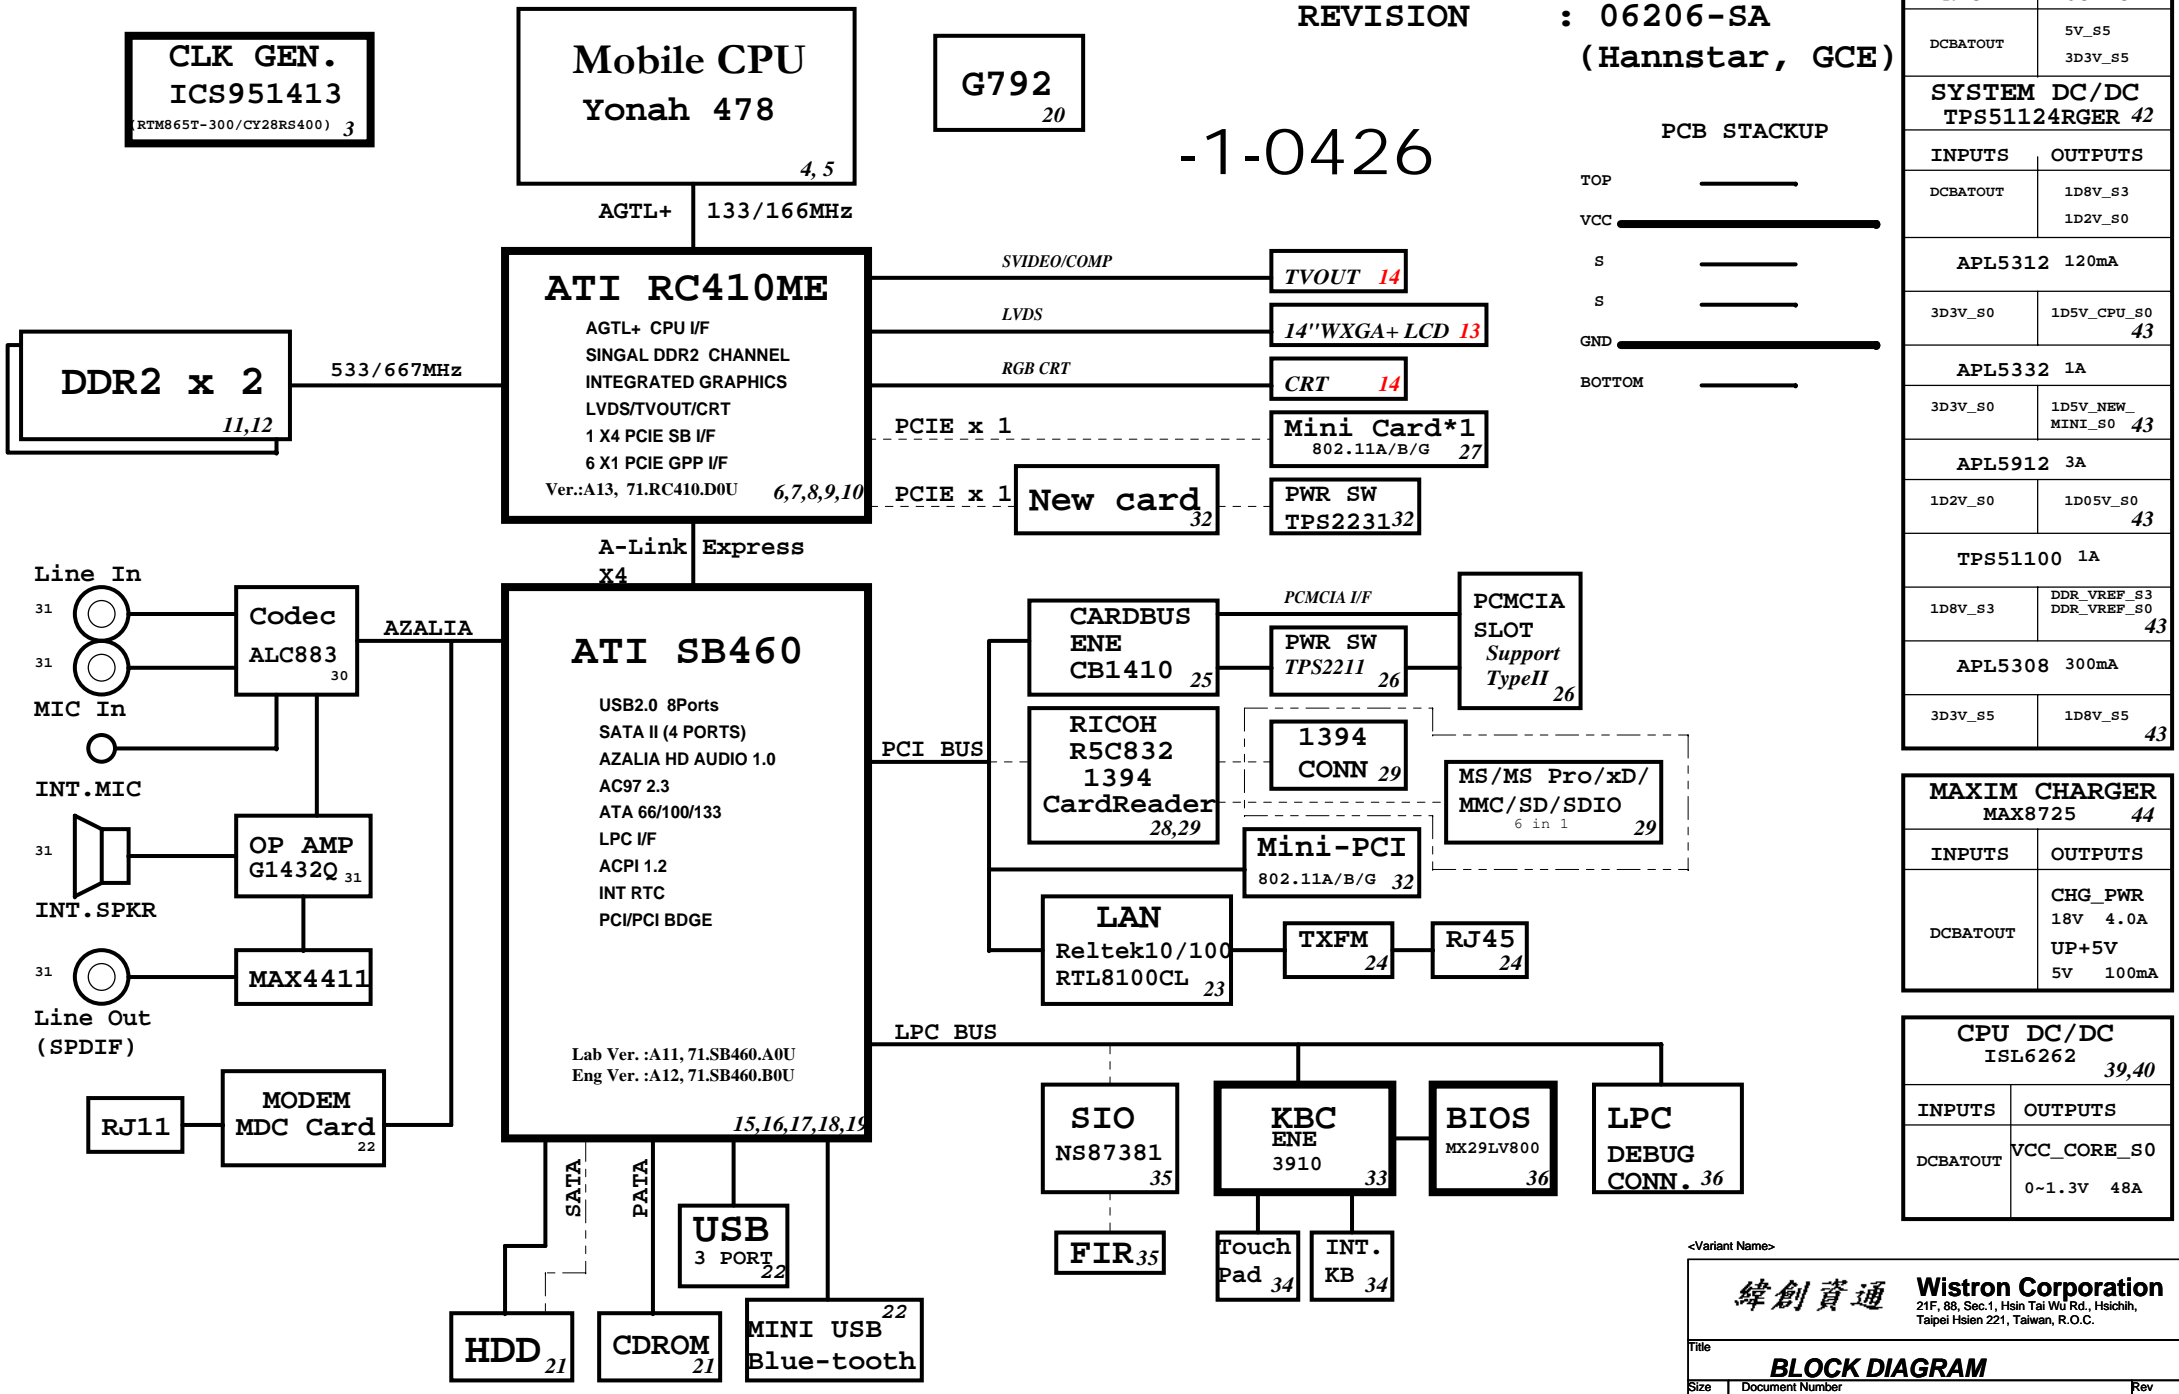 REVISION : 06206-SA
(Hannstar, GCE)
-1-0426
CLK GEN.
ICS951413
(RTM865T-300/CY28RS400) 3
Mobile CPU
Yonah 478
4, 5
G792
20
AGTL+ 133/166MHz
ATI RC410ME
AGTL+ CPU I/F
SINGAL DDR2 CHANNEL
INTEGRATED GRAPHICS
LVDS/TVOUT/CRT
1 X4 PCIE SB I/F
6 X1 PCIE GPP I/F
Ver.:A13, 71.RC410.D0U 6,7,8,9,10
DDR2 x 2
11,12
533/667MHz
SVIDEO/COMP
TVOUT 14
LVDS
14"WXGA+ LCD 13
RGB CRT
CRT 14
PCIE x 1
Mini Card*1
802.11A/B/G 27
PCIE x 1
New card
32
PWR SW
TPS2231 32
PCB STACKUP
TOP
VCC
S
S
GND
BOTTOM
A-Link Express
X4
Line In
31
31
MIC In
INT.MIC
31
INT.SPKR
31
Line Out
(SPDIF)
Codec
ALC883
30
AZALIA
OP AMP
G1432Q 31
MAX4411
RJ11
MODEM
MDC Card
22
ATI SB460
USB2.0 8Ports
SATA II (4 PORTS)
AZALIA HD AUDIO 1.0
AC97 2.3
ATA 66/100/133
LPC I/F
ACPI 1.2
INT RTC
PCI/PCI BDGE
Lab Ver. :A11, 71.SB460.A0U
Eng Ver. :A12, 71.SB460.B0U
15,16,17,18,19
PCI BUS
CARDBUS
ENE
CB1410 25
PCMCIA I/F
PWR SW
TPS2211 26
PCMCIA
SLOT
Support
TypeII
26
RICOH
R5C832
1394
CardReader
28,29
1394
CONN 29
MS/MS Pro/xD/
MMC/SD/SDIO
6 in 1 29
Mini-PCI
802.11A/B/G 32
LAN
Reltek10/100
RTL8100CL 23
TXFM
24
RJ45
24
LPC BUS
SIO
NS87381
35
FIR 35
KBC
ENE
3910
33
BIOS
MX29LV800
36
LPC
DEBUG
CONN. 36
Touch
Pad 34
INT.
KB 34
SATA
PATA
HDD 21
CDROM
21
USB
3 PORT
22
22
MINI USB
Blue-tooth
DCBATOUT 5V_S5
3D3V_S5
SYSTEM DC/DC
TPS51124RGER 42
INPUTS OUTPUTS
DCBATOUT 1D8V_S3
1D2V_S0
APL5312 120mA
3D3V_S0 1D5V_CPU_S0
43
APL5332 1A
3D3V_S0 1D5V_NEW_
MINI_S0 43
APL5912 3A
1D2V_S0 1D05V_S0
43
TPS51100 1A
1D8V_S3 DDR_VREF_S3
DDR_VREF_S0
43
APL5308 300mA
3D3V_S5 1D8V_S5
43
MAXIM CHARGER
MAX8725 44
INPUTS OUTPUTS
DCBATOUT CHG_PWR
18V 4.0A
UP+5V
5V 100mA
CPU DC/DC
ISL6262
39,40
INPUTS OUTPUTS
DCBATOUT VCC_CORE_S0
0~1.3V 48A
<Variant Name>
緯創資通 Wistron Corporation
21F, 88, Sec.1, Hsin Tai Wu Rd., Hsichih,
Taipei Hsien 221, Taiwan, R.O.C.
Title
BLOCK DIAGRAM
Size Document Number Rev